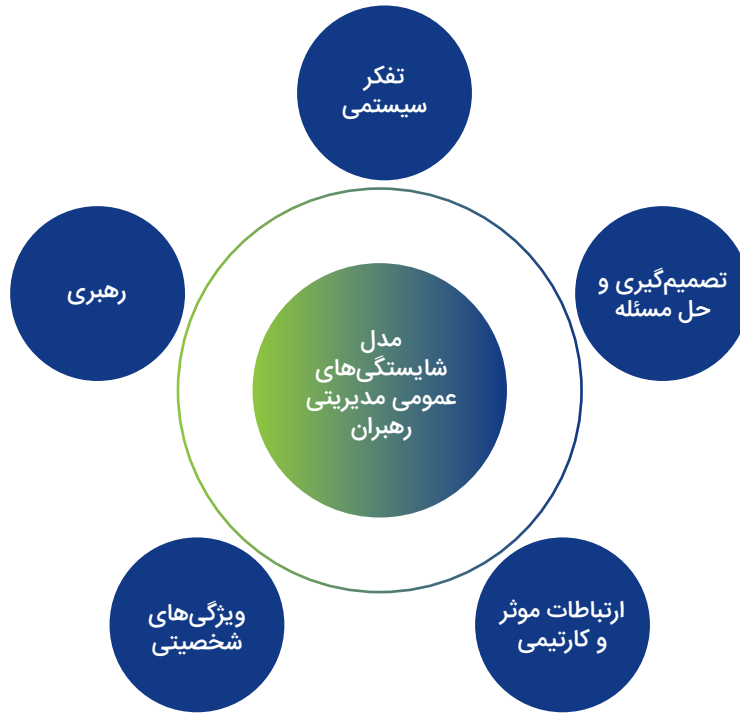 تفکر
سیستمی
تصمیم‌گیری و
حل مسئله
رهبری
مدل
شایستگی‌های
عمومی مدیریتی
رهبران
ارتباطات موثر
و کارتیمی
ویژگی‌های
شخصیتی